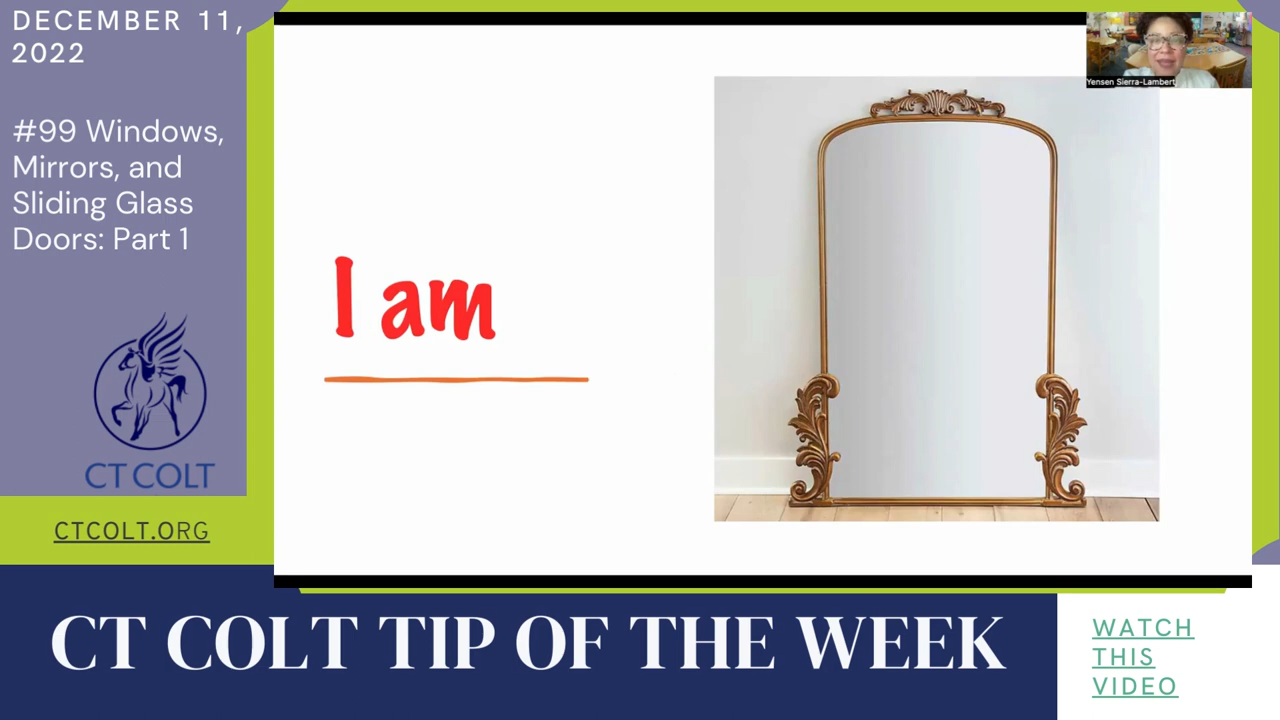 DECEMBER 11,
2022
#99 Windows,
Mirrors, and
Sliding Glass
Doors: Part 1
CT COLT
CTCOLT.ORG
I am
Yensen Sierra-Lambert
CT COLT TIP OF THE WEEK
WATCH
THIS
VIDEO